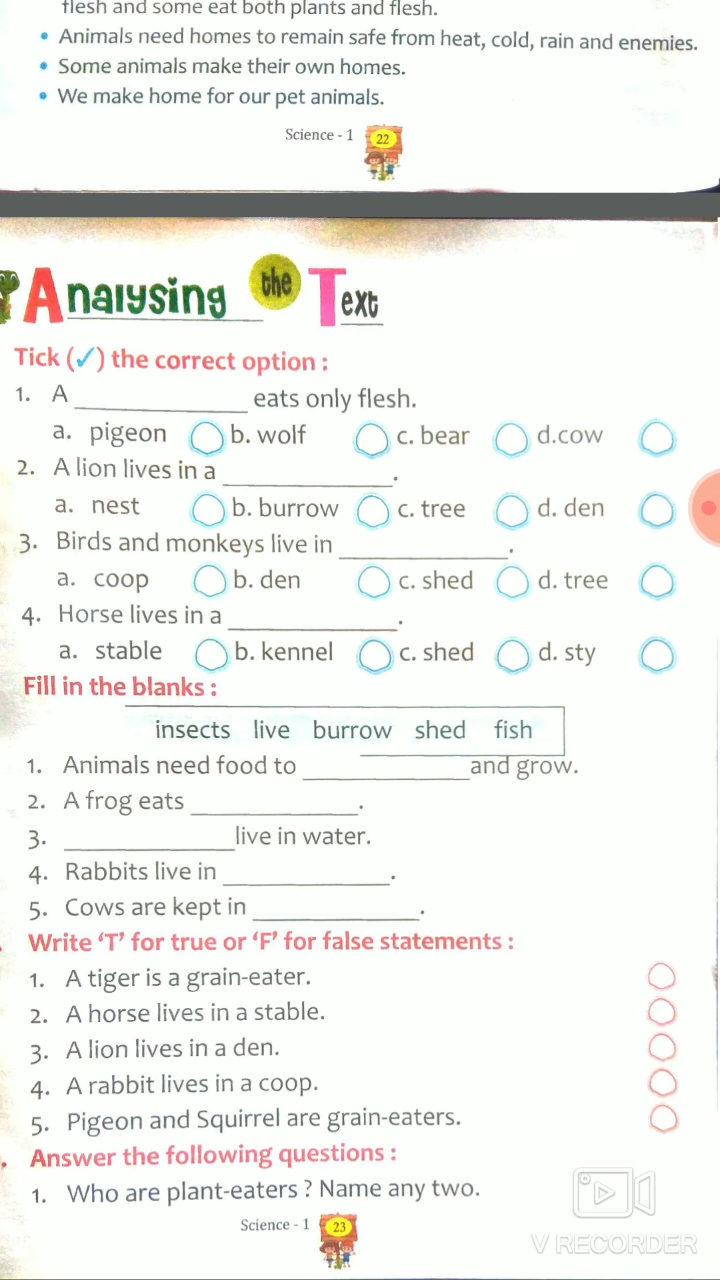 flesh and some eat both plants and flesh.
• Animals need homes to remain safe from heat, cold, rain and enemies.
• Some animals make their own homes.
• We make home for our pet animals.
Science - 1 22
Analysing the Text
Tick (✓) the correct option :
1. A ____________ eats only flesh.
a. pigeon b. wolf c. bear d.cow
2. A lion lives in a ____________.
a. nest b. burrow c. tree d. den
3. Birds and monkeys live in ____________.
a. coop b. den c. shed d. tree
4. Horse lives in a ____________.
a. stable b. kennel c. shed d. sty
Fill in the blanks :
insects live burrow shed fish
1. Animals need food to ____________ and grow.
2. A frog eats ____________.
3. ____________ live in water.
4. Rabbits live in ____________.
5. Cows are kept in ____________.
Write ‘T’ for true or ‘F’ for false statements :
1. A tiger is a grain-eater.
2. A horse lives in a stable.
3. A lion lives in a den.
4. A rabbit lives in a coop.
5. Pigeon and Squirrel are grain-eaters.
Answer the following questions :
1. Who are plant-eaters ? Name any two.
Science - 1 23
V RECORDER